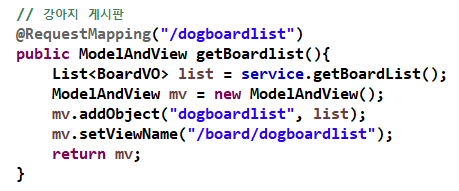 // 강아지 게시판
@RequestMapping("/dogboardlist")
public ModelAndView getBoardlist(){
    List<BoardVO> list = service.getBoardList();
    ModelAndView mv = new ModelAndView();
    mv.addObject("dogboardlist", list);
    mv.setViewName("/board/dogboardlist");
    return mv;
}